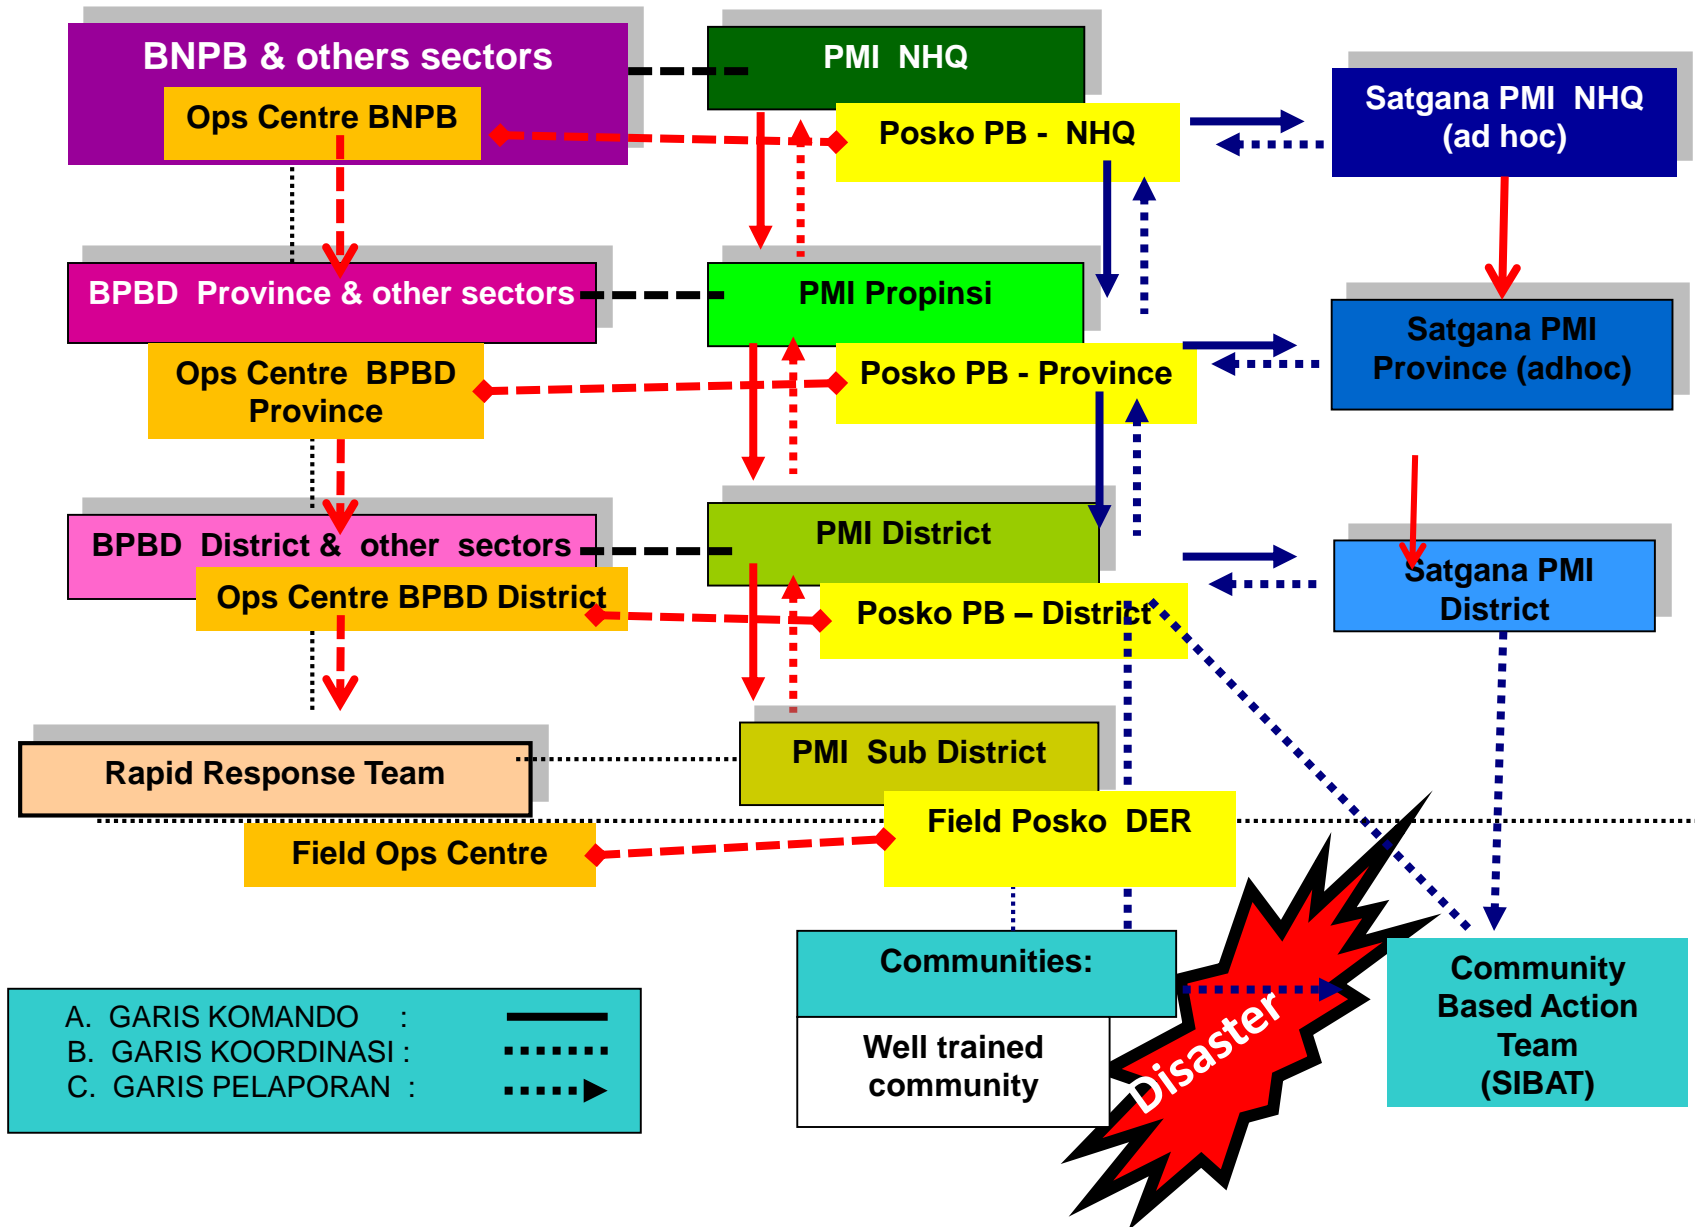 BNPB & others sectors
Ops Centre BNPB
PMI NHQ
Posko PB - NHQ
Satgana PMI NHQ
(ad hoc)
BPBD Province & other sectors
Ops Centre BPBD
Province
PMI Propinsi
Posko PB - Province
Satgana PMI
Province (adhoc)
BPBD District & other sectors
Ops Centre BPBD District
PMI District
Posko PB – District
Satgana PMI
District
Rapid Response Team
PMI Sub District
Field Ops Centre
Field Posko DER
Communities:
Well trained
community
Disaster
Community
Based Action
Team
(SIBAT)
A. GARIS KOMANDO :
B. GARIS KOORDINASI :
C. GARIS PELAPORAN :